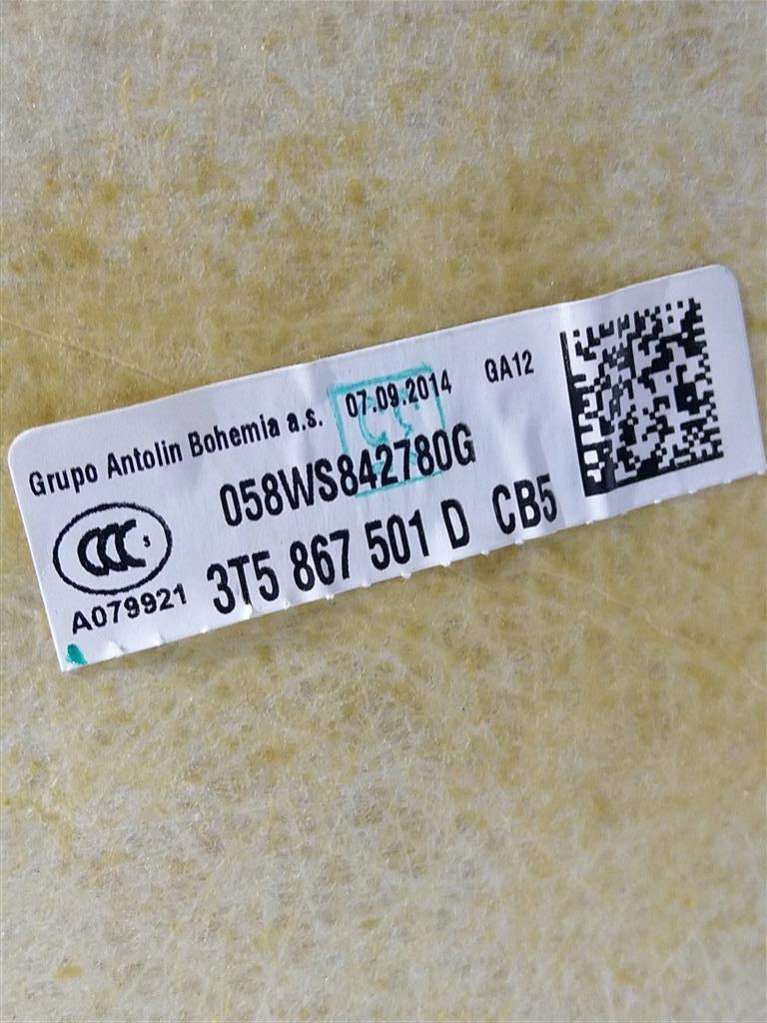 Grupo Antolin Bohemia a.s. 07.09.2014 GA12
058WS842780G
CCC
A079921 3T5 867 501 D CB5